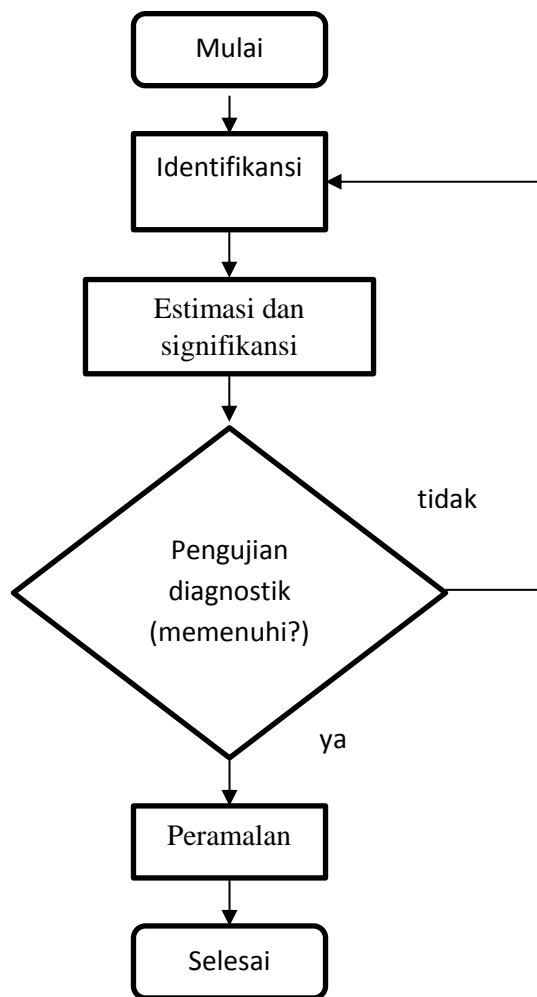 Mulai
Identifikansi
Estimasi dan
signifikansi
tidak
Pengujian
diagnostik
(memenuhi?)
ya
Peramalan
Selesai